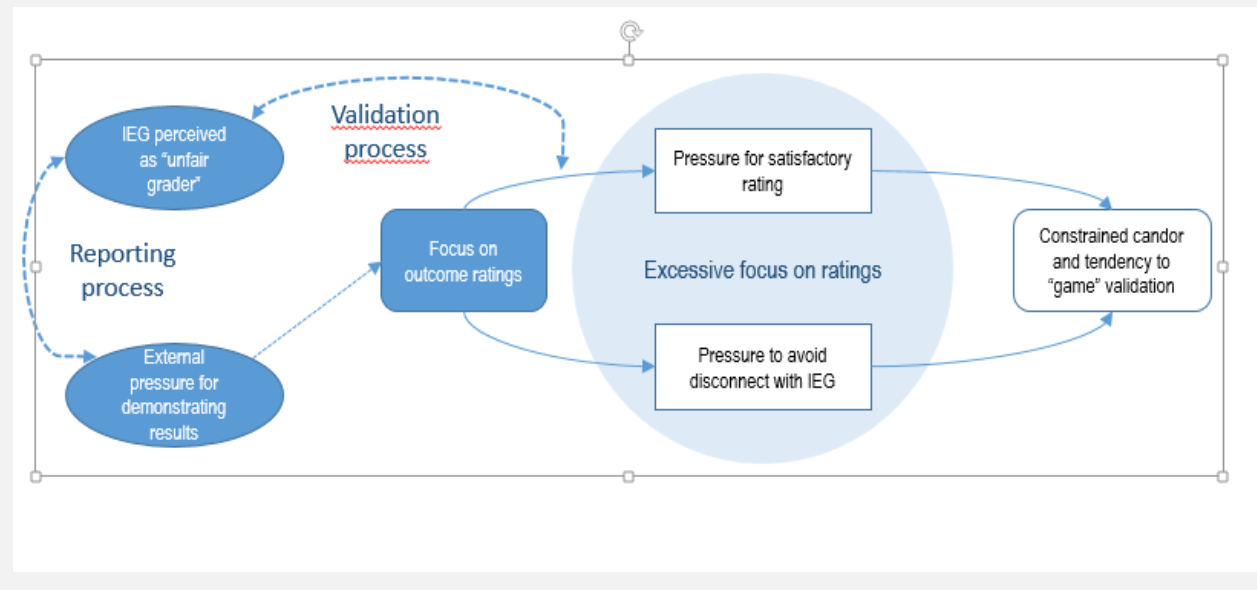 IEG perceived
as “unfair
grader”
Validation
process
Reporting
process
External
pressure for
demonstrating
results
Focus on
outcome ratings
Pressure for satisfactory
rating
Excessive focus on ratings
Pressure to avoid
disconnect with IEG
Constrained candor
and tendency to
“game” validation